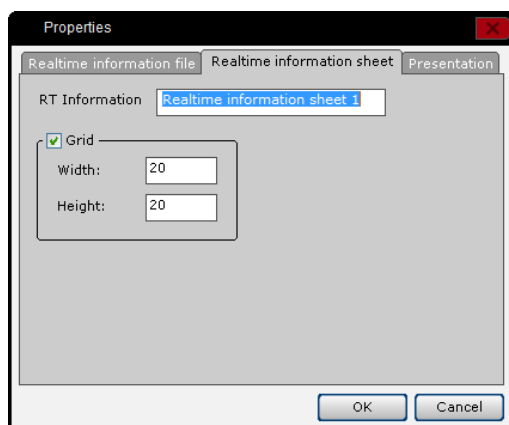 Properties
Realtime information file Realtime information sheet Presentation
RT Information Realtime information sheet 1
Grid
Width: 20
Height: 20
OK Cancel